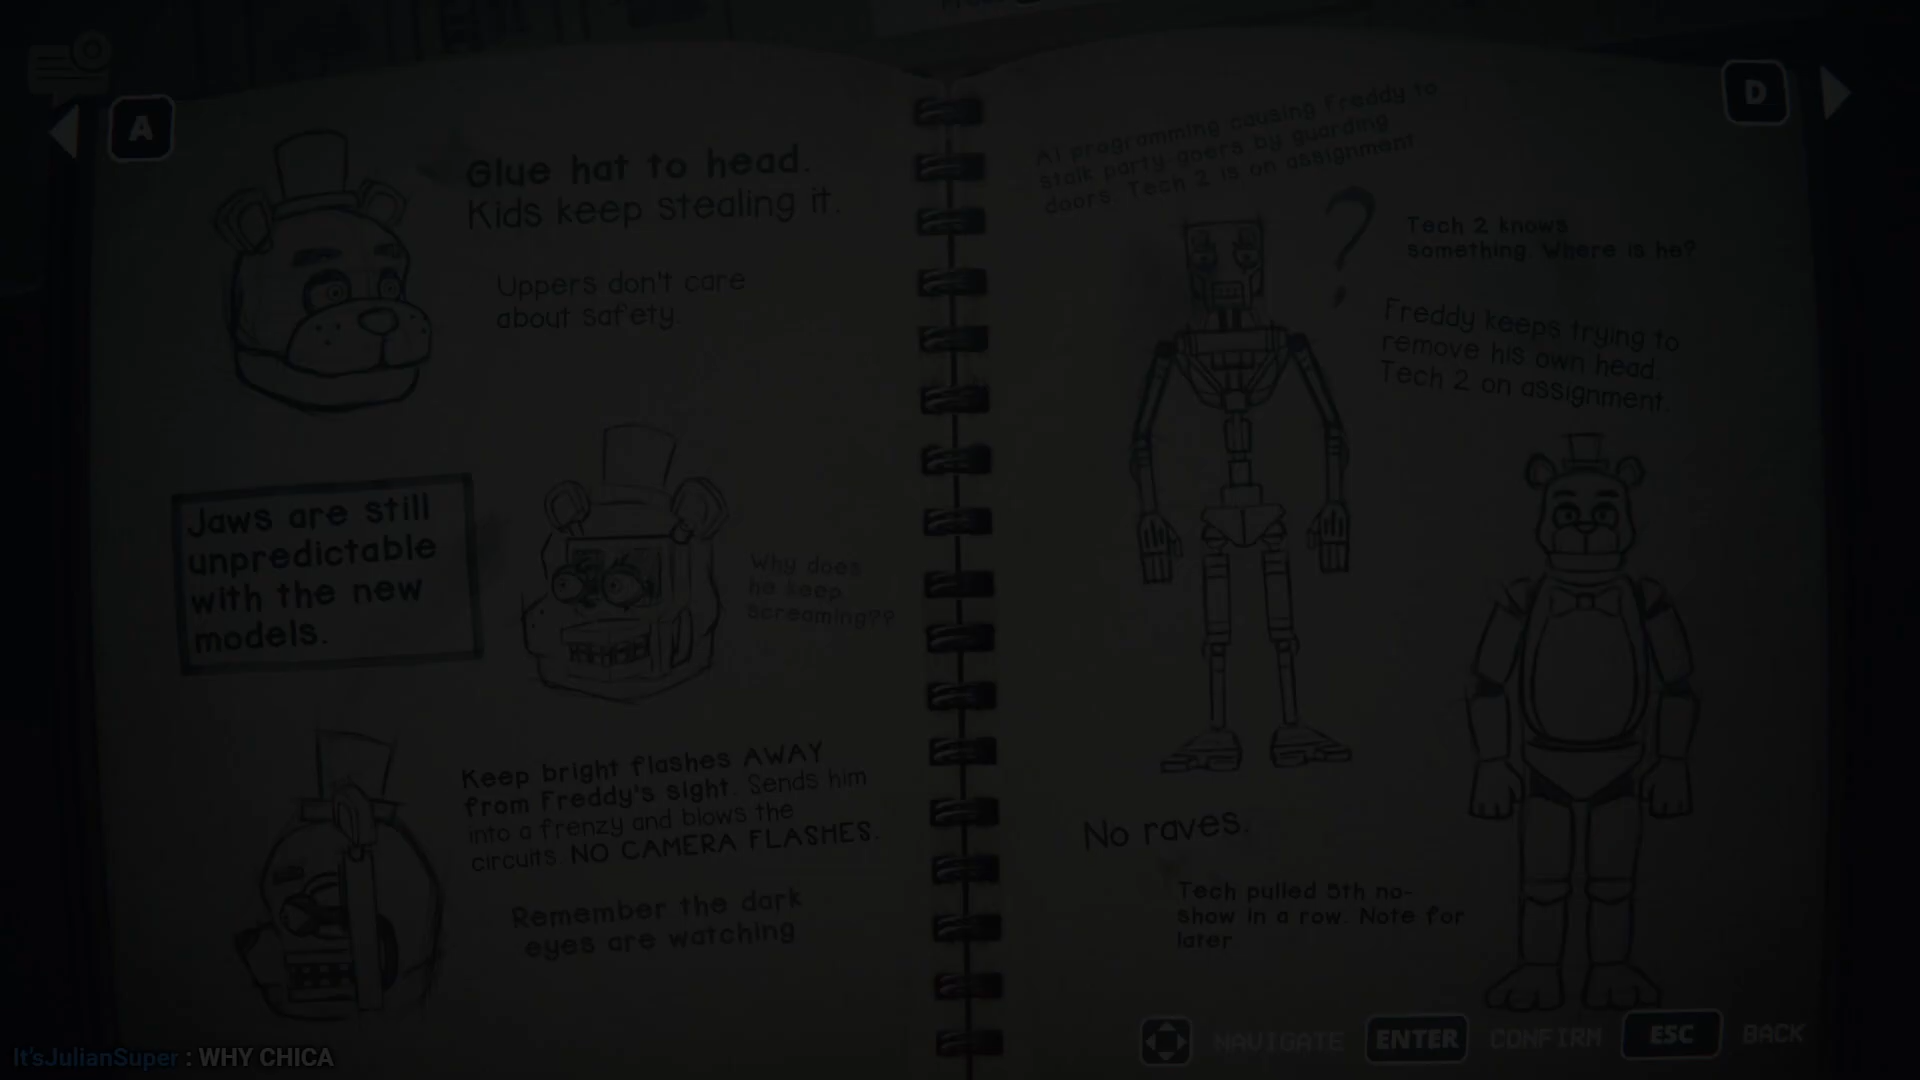 A
D
Glue hat to head.
Kids keep stealing it.
Uppers don't care
about safety.
Jaws are still
unpredictable
with the new
models.
Why does
he keep
screaming??
Keep bright flashes AWAY
from Freddy's sight. Sends him
into a frenzy and blows the
circuits. NO CAMERA FLASHES.
Remember the dark
eyes are watching
AI programming causing Freddy to
stalk party goers by guarding
doors. Tech 2 is on assignment
?
Tech 2 knows
something. Where is he?
Freddy keeps trying to
remove his own head.
Tech 2 on assignment.
No raves.
Tech pulled 5th no-
show in a row. Note for
later.
NAVIGATE ENTER CONFIRM ESC BACK
It'sJulianSuper : WHY CHICA